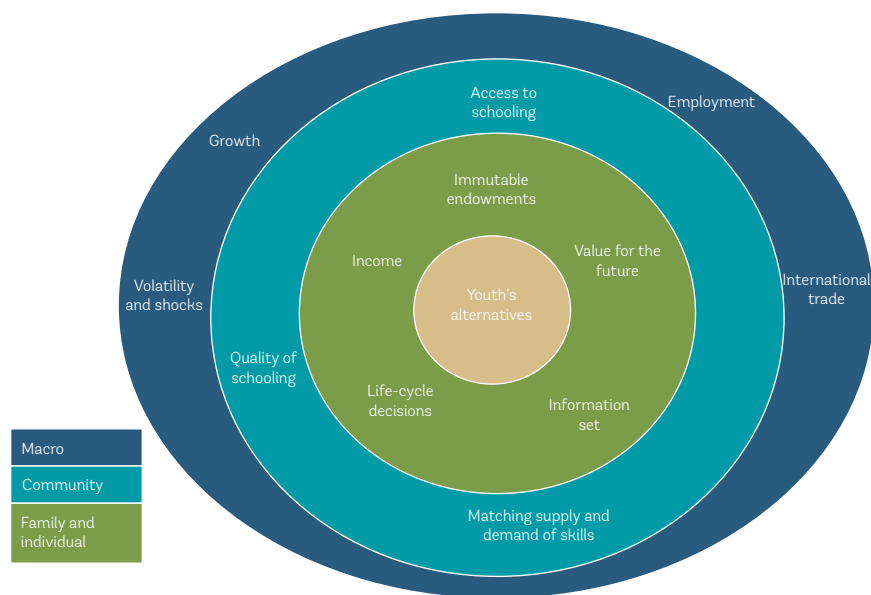 Access to
schooling
Employment
Growth
Immutable
endowments
Value for the
future
Income
International
trade
Volatility
and shocks
Youth's
alternatives
Quality of
schooling
Life-cycle
decisions
Information
set
Macro
Community
Family and
individual
Matching supply and
demand of skills